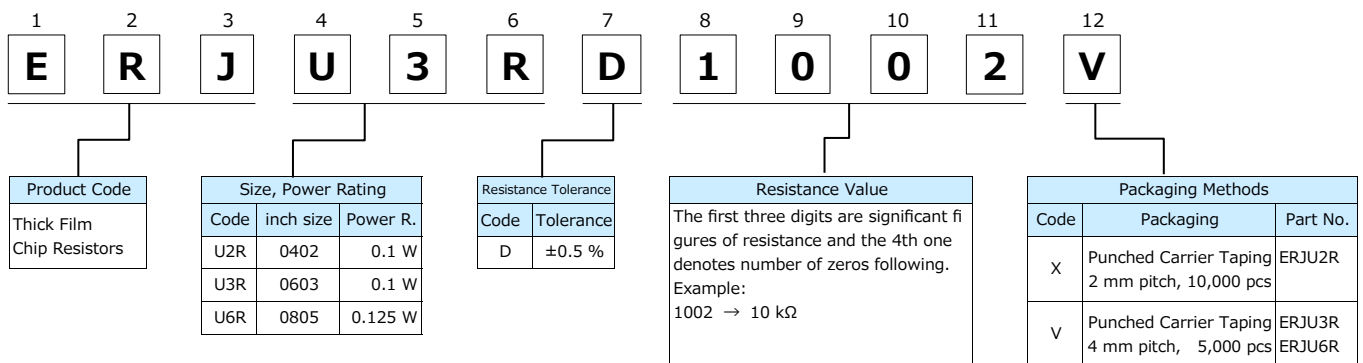 1 2 3 4 5 6 7 8 9 10 11 12
E R J U 3 R D 1 0 0 2 V
Product Code
Thick Film
Chip Resistors
Size, Power Rating
Code inch size Power R.
U2R 0402 0.1 W
U3R 0603 0.1 W
U6R 0805 0.125 W
Resistance Tolerance
Code Tolerance
D ±0.5 %
Resistance Value
The first three digits are significant fi
gures of resistance and the 4th one
denotes number of zeros following.
Example:
1002 → 10 kΩ
Packaging Methods
Code Packaging Part No.
X Punched Carrier Taping ERJU2R
2 mm pitch, 10,000 pcs
V Punched Carrier Taping ERJU3R
4 mm pitch, 5,000 pcs ERJU6R